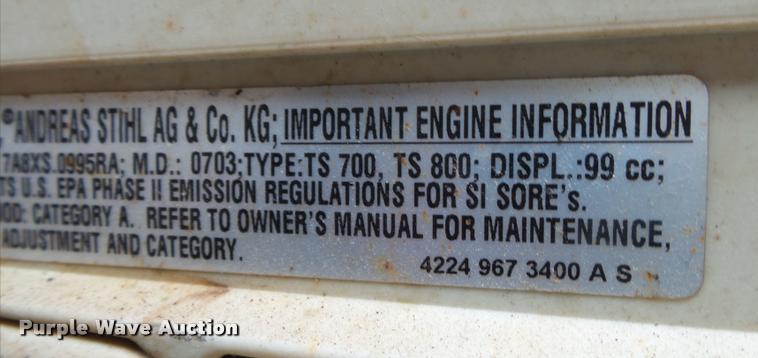 ©ANDREAS STIHL AG & Co. KG; IMPORTANT ENGINE INFORMATION
7A8XS.0995RA; M.D.: 0703;TYPE:TS 700, TS 800; DISPL.:99 cc;
TS U.S. EPA PHASE II EMISSION REGULATIONS FOR SI SORE's.
OD: CATEGORY A. REFER TO OWNER'S MANUAL FOR MAINTENANCE,
ADJUSTMENT AND CATEGORY.
4224 967 3400 A S
Purple Wave Auction